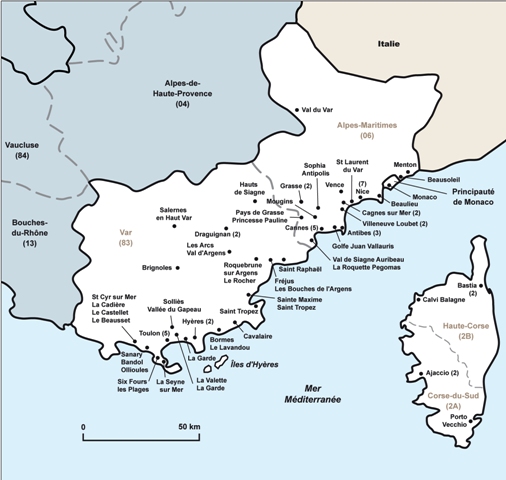 Italie
Alpes-de-
Haute-Provence
(04)
Val du Var
Alpes-Maritimes
(06)
Vaucluse
(84)
Sophia
Antipolis
St Laurent
du Var
Menton
Hauts
de Siagne
Grasse (2)
Vence
(7)
Nice
Beausoleil
Mougins
Monaco
Principauté
de Monaco
Beaulieu
Bouches-
du-Rhône
(13)
Salernes
en Haut Var
Pays de Grasse
Princesse Pauline
Cagnes sur Mer (2)
Villeneuve Loubet (2)
Var
(83)
Draguignan (2)
Cannes (5)
Antibes (3)
Golfe Juan Vallauris
Les Arcs
Val d'Argens
Val de Siagne Auribeau
La Roquette Pegomas
Brignoles
Roquebrune
sur Argens
Le Rocher
Saint Raphaël
Fréjus
Les Bouches de l'Argens
Bastia
(2)
St Cyr sur Mer
La Cadière
Le Castellet
Le Beausset
Solliès
Vallée du Gapeau
Sainte Maxime
Saint Tropez
Calvi Balagne
Saint Tropez
Toulon (5)
Hyères (2)
Cavalaire
Haute-Corse
(2B)
Bormes
Le Lavandou
Sanary
Bandol
Ollioules
La Garde
Îles d'Hyères
Six Fours
les Plages
La Seyne
sur Mer
La Valette
La Garde
Ajaccio (2)
Mer
Méditerranée
Corse-du-Sud
(2A)
Porto
Vecchio
0
50 km